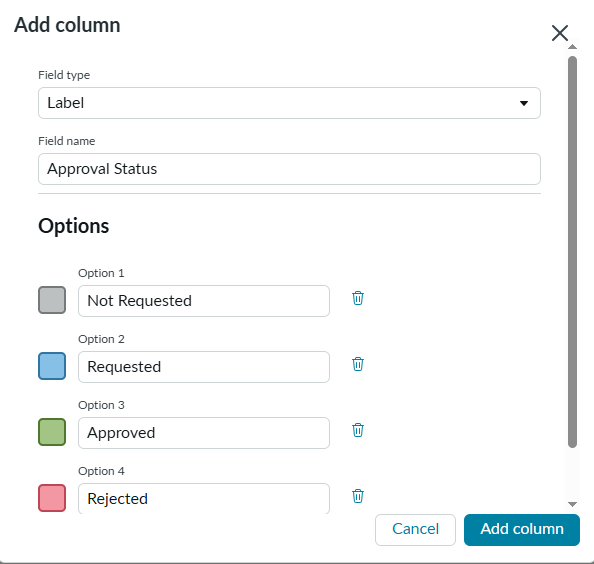 Add column
Field type
Label
Field name
Approval Status
Options
Option 1
Not Requested
Option 2
Requested
Option 3
Approved
Option 4
Rejected
Cancel
Add column